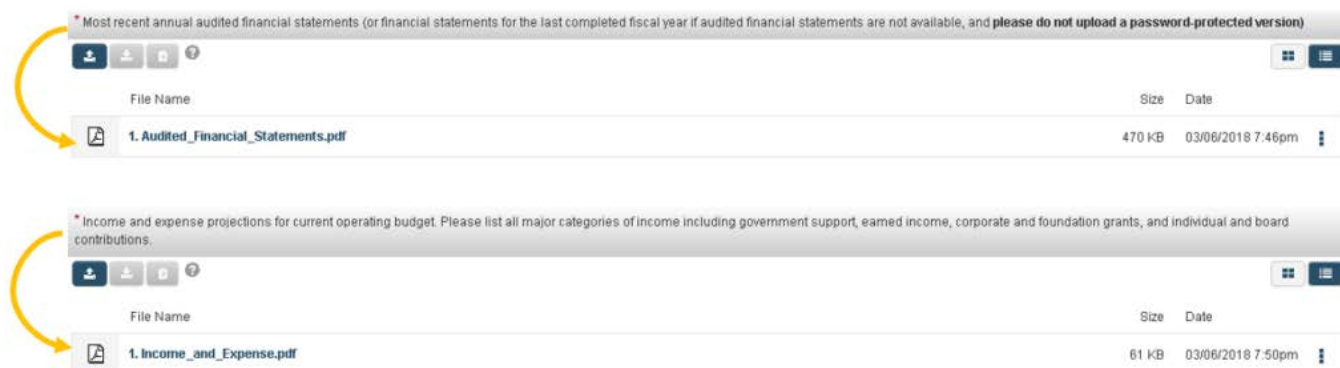 * Most recent annual audited financial statements (or financial statements for the last completed fiscal year if audited financial statements are not available, and please do not upload a password-protected version)
File Name Size Date
1. Audited_Financial_Statements.pdf 470 KB 03/06/2018 7:46pm
* Income and expense projections for current operating budget. Please list all major categories of income including government support, earned income, corporate and foundation grants, and individual and board
contributions.
File Name Size Date
1. Income_and_Expense.pdf 61 KB 03/06/2018 7:50pm